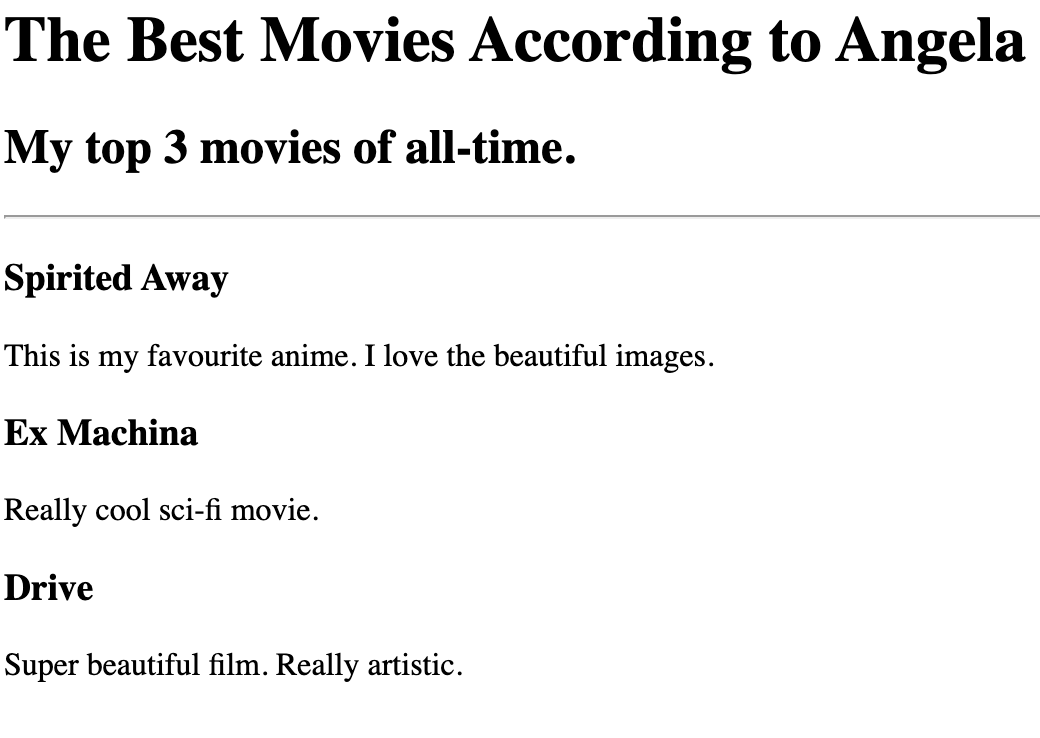 The Best Movies According to Angela
My top 3 movies of all-time.
Spirited Away
This is my favourite anime. I love the beautiful images.
Ex Machina
Really cool sci-fi movie.
Drive
Super beautiful film. Really artistic.